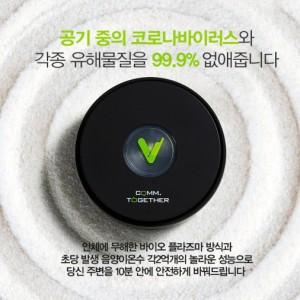 공기 중의 코로나바이러스와
각종 유해물질을 99.9% 없애줍니다
V
COMM.
TOGETHER
인체에 무해한 바이오 플라즈마 방식과
초당 발생 음양이온수 각2억개의 놀라운 성능으로
당신 주변을 10분 안에 안전하게 바꿔드립니다